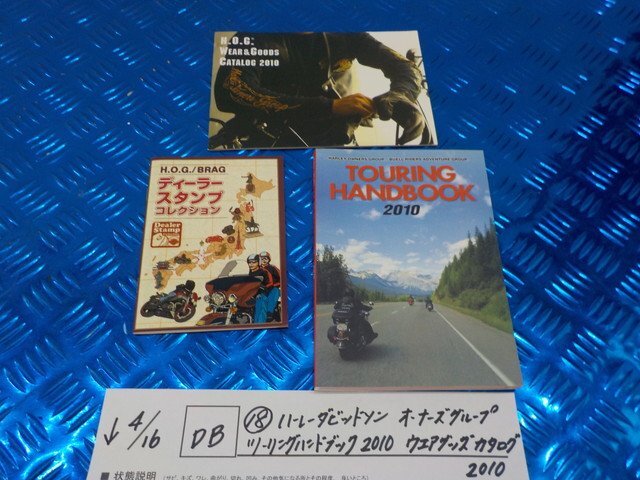 H.O.G.
WEAR&GOODS
CATALOG 2010
H.O.G./BRAG
ディーラー
スタンプ
コレクション
Dealer
Stamp
HARLEY OWNERS GROUP · BUELL RIDERS ADVENTURE GROUP
TOURING
HANDBOOK
2010
↓ 4/16 DB ⑱ ハーレーダビッドソン オーナーズグループ
ツーリングハンドブック 2010 ウエアグッズカタログ
2010
■ 状態説明